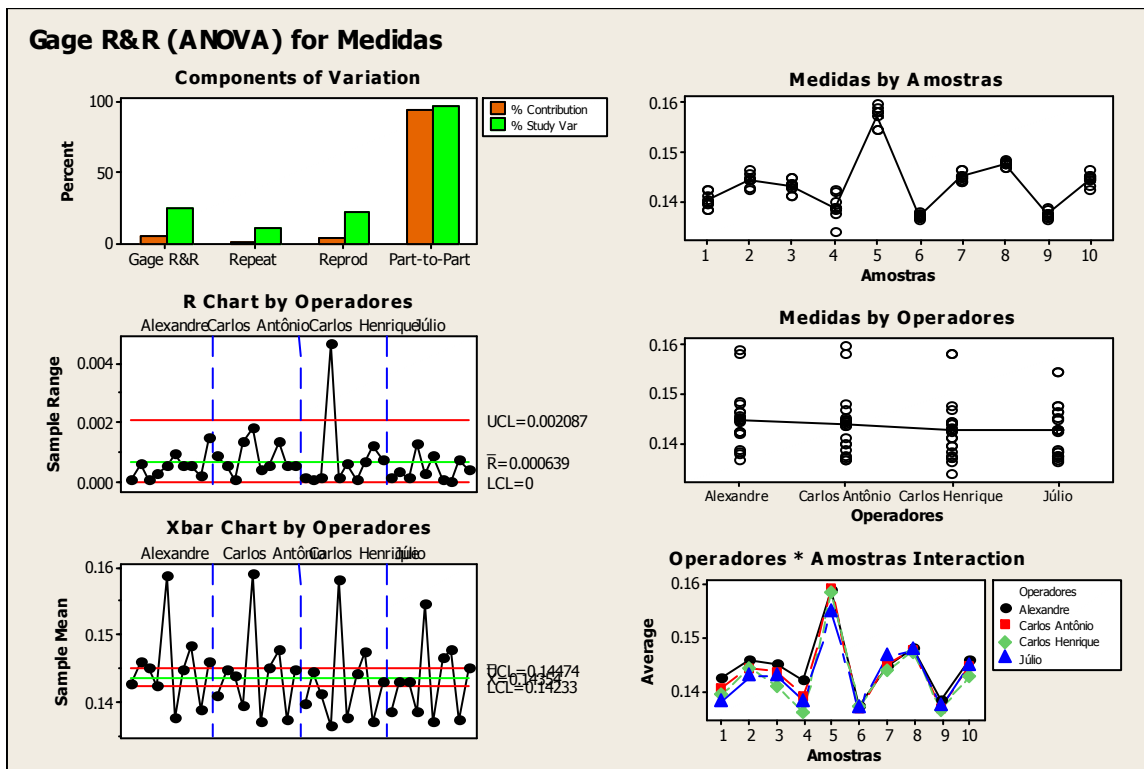 Gage R&R (ANOVA) for Medidas
Components of Variation
100
50
0
Percent
Gage R&R Repeat Reprod Part-to-Part
% Contribution
% Study Var
R Chart by Operadores
Alexandre Carlos Antônio Carlos Henrique Júlio
0.004
0.002
0.000
Sample Range
UCL=0.002087
R=0.000639
LCL=0
Xbar Chart by Operadores
Alexandre Carlos Antônio Carlos Henrique Júlio
0.16
0.15
0.14
Sample Mean
UCL=0.14474
X=0.14354
LCL=0.14233
Medidas by Amostras
0.16
0.15
0.14
1 2 3 4 5 6 7 8 9 10
Amostras
Medidas by Operadores
0.16
0.15
0.14
Alexandre Carlos Antônio Carlos Henrique Júlio
Operadores
Operadores * Amostras Interaction
0.16
0.15
0.14
Average
1 2 3 4 5 6 7 8 9 10
Amostras
Operadores
Alexandre
Carlos Antônio
Carlos Henrique
Júlio